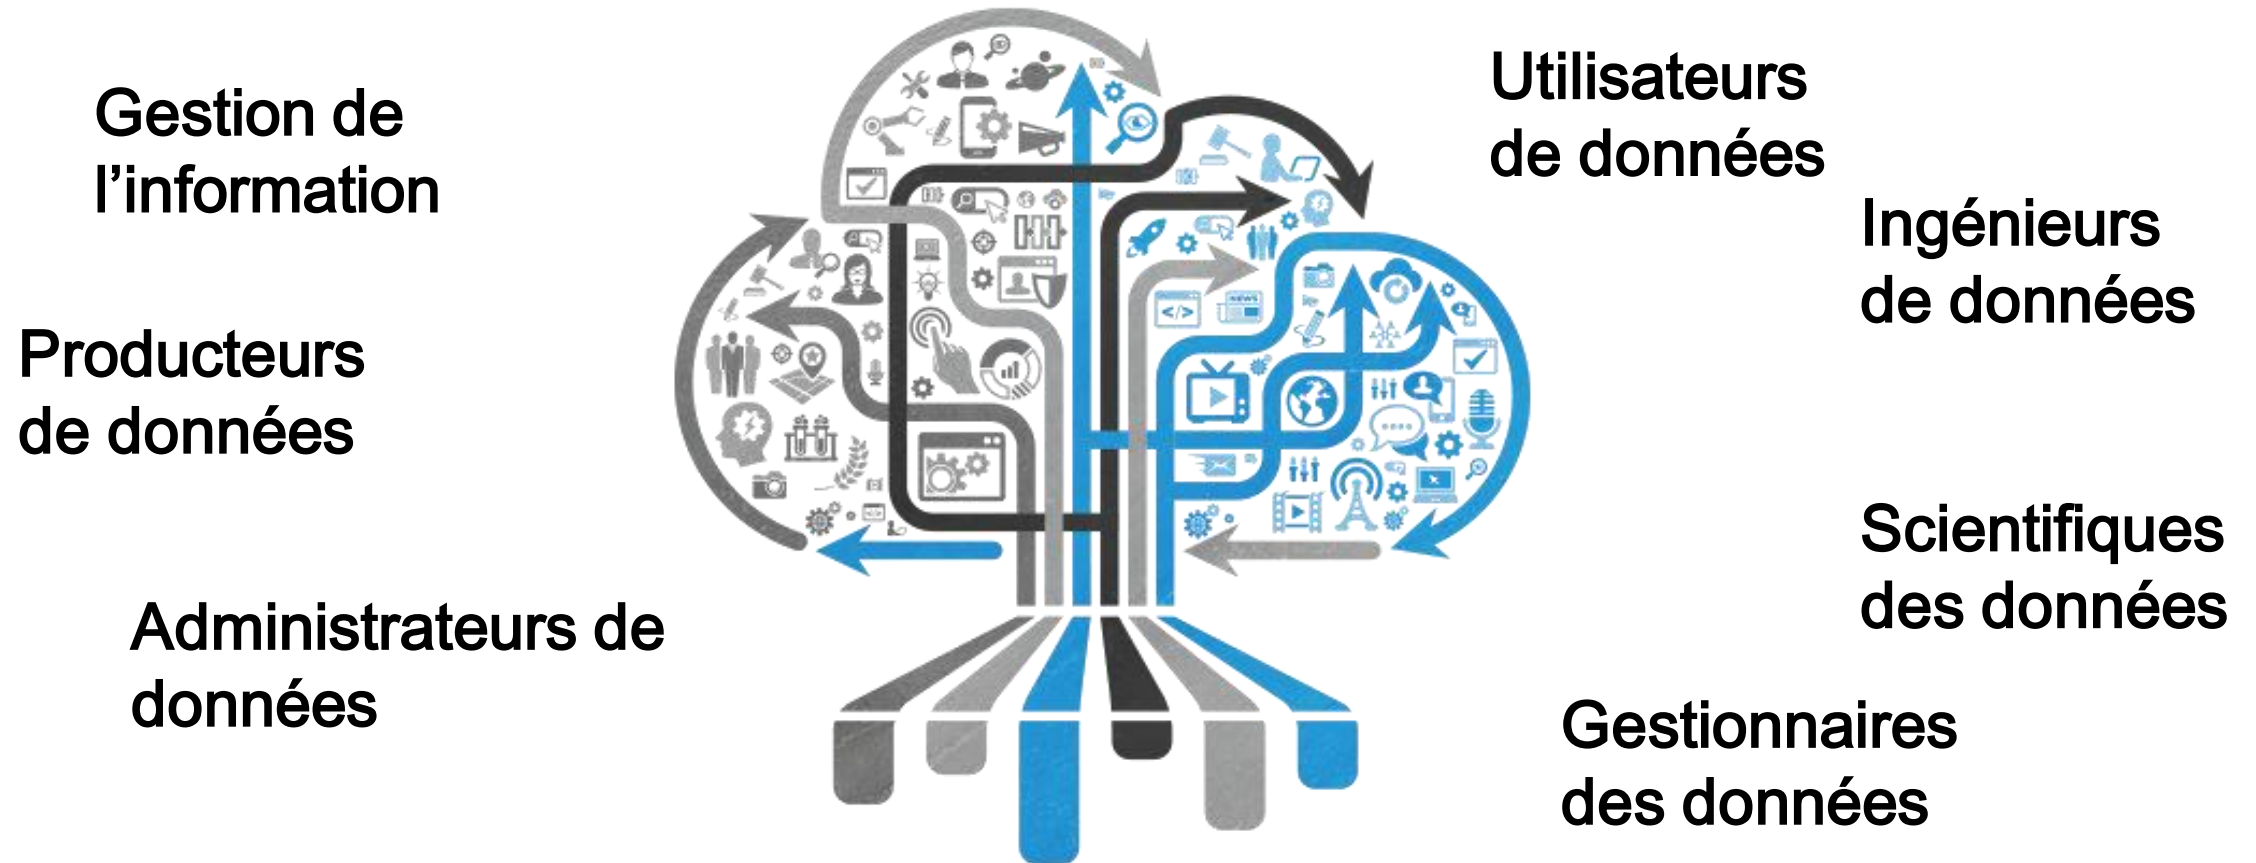 Gestion de
l’information
Producteurs
de données
Administrateurs de
données
Utilisateurs
de données
Ingénieurs
de données
Scientifiques
des données
Gestionnaires
des données
NEWS
</>